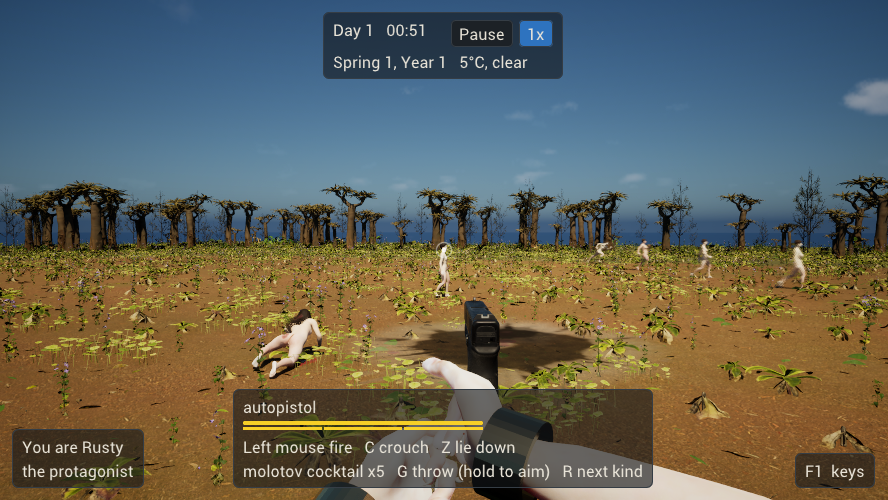 Day 1 00:51 Pause 1x
Spring 1, Year 1 5°C, clear
autopistol
Left mouse fire C crouch Z lie down
molotov cocktail x5 G throw (hold to aim) R next kind
You are Rusty
the protagonist
F1 keys